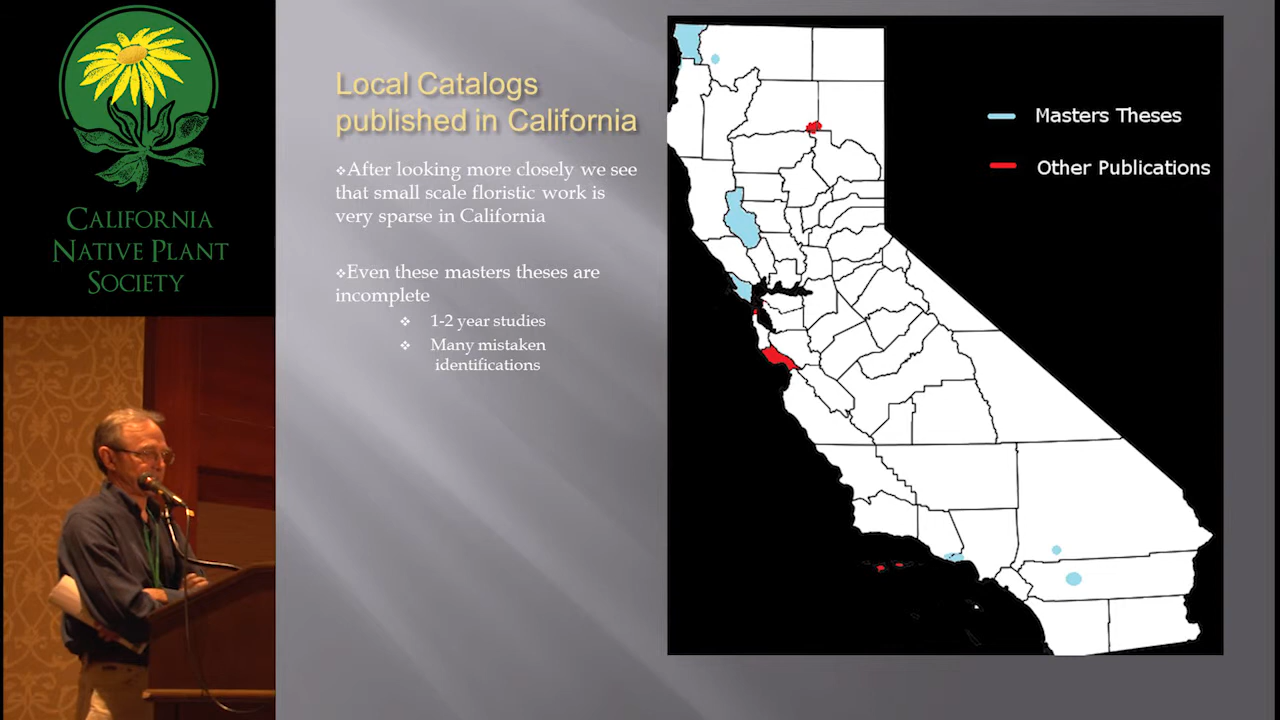 CALIFORNIA
NATIVE PLANT
SOCIETY
Local Catalogs
published in California
❖After looking more closely we see
that small scale floristic work is
very sparse in California
❖Even these masters theses are
incomplete
❖ 1-2 year studies
❖ Many mistaken
identifications
Masters Theses
Other Publications